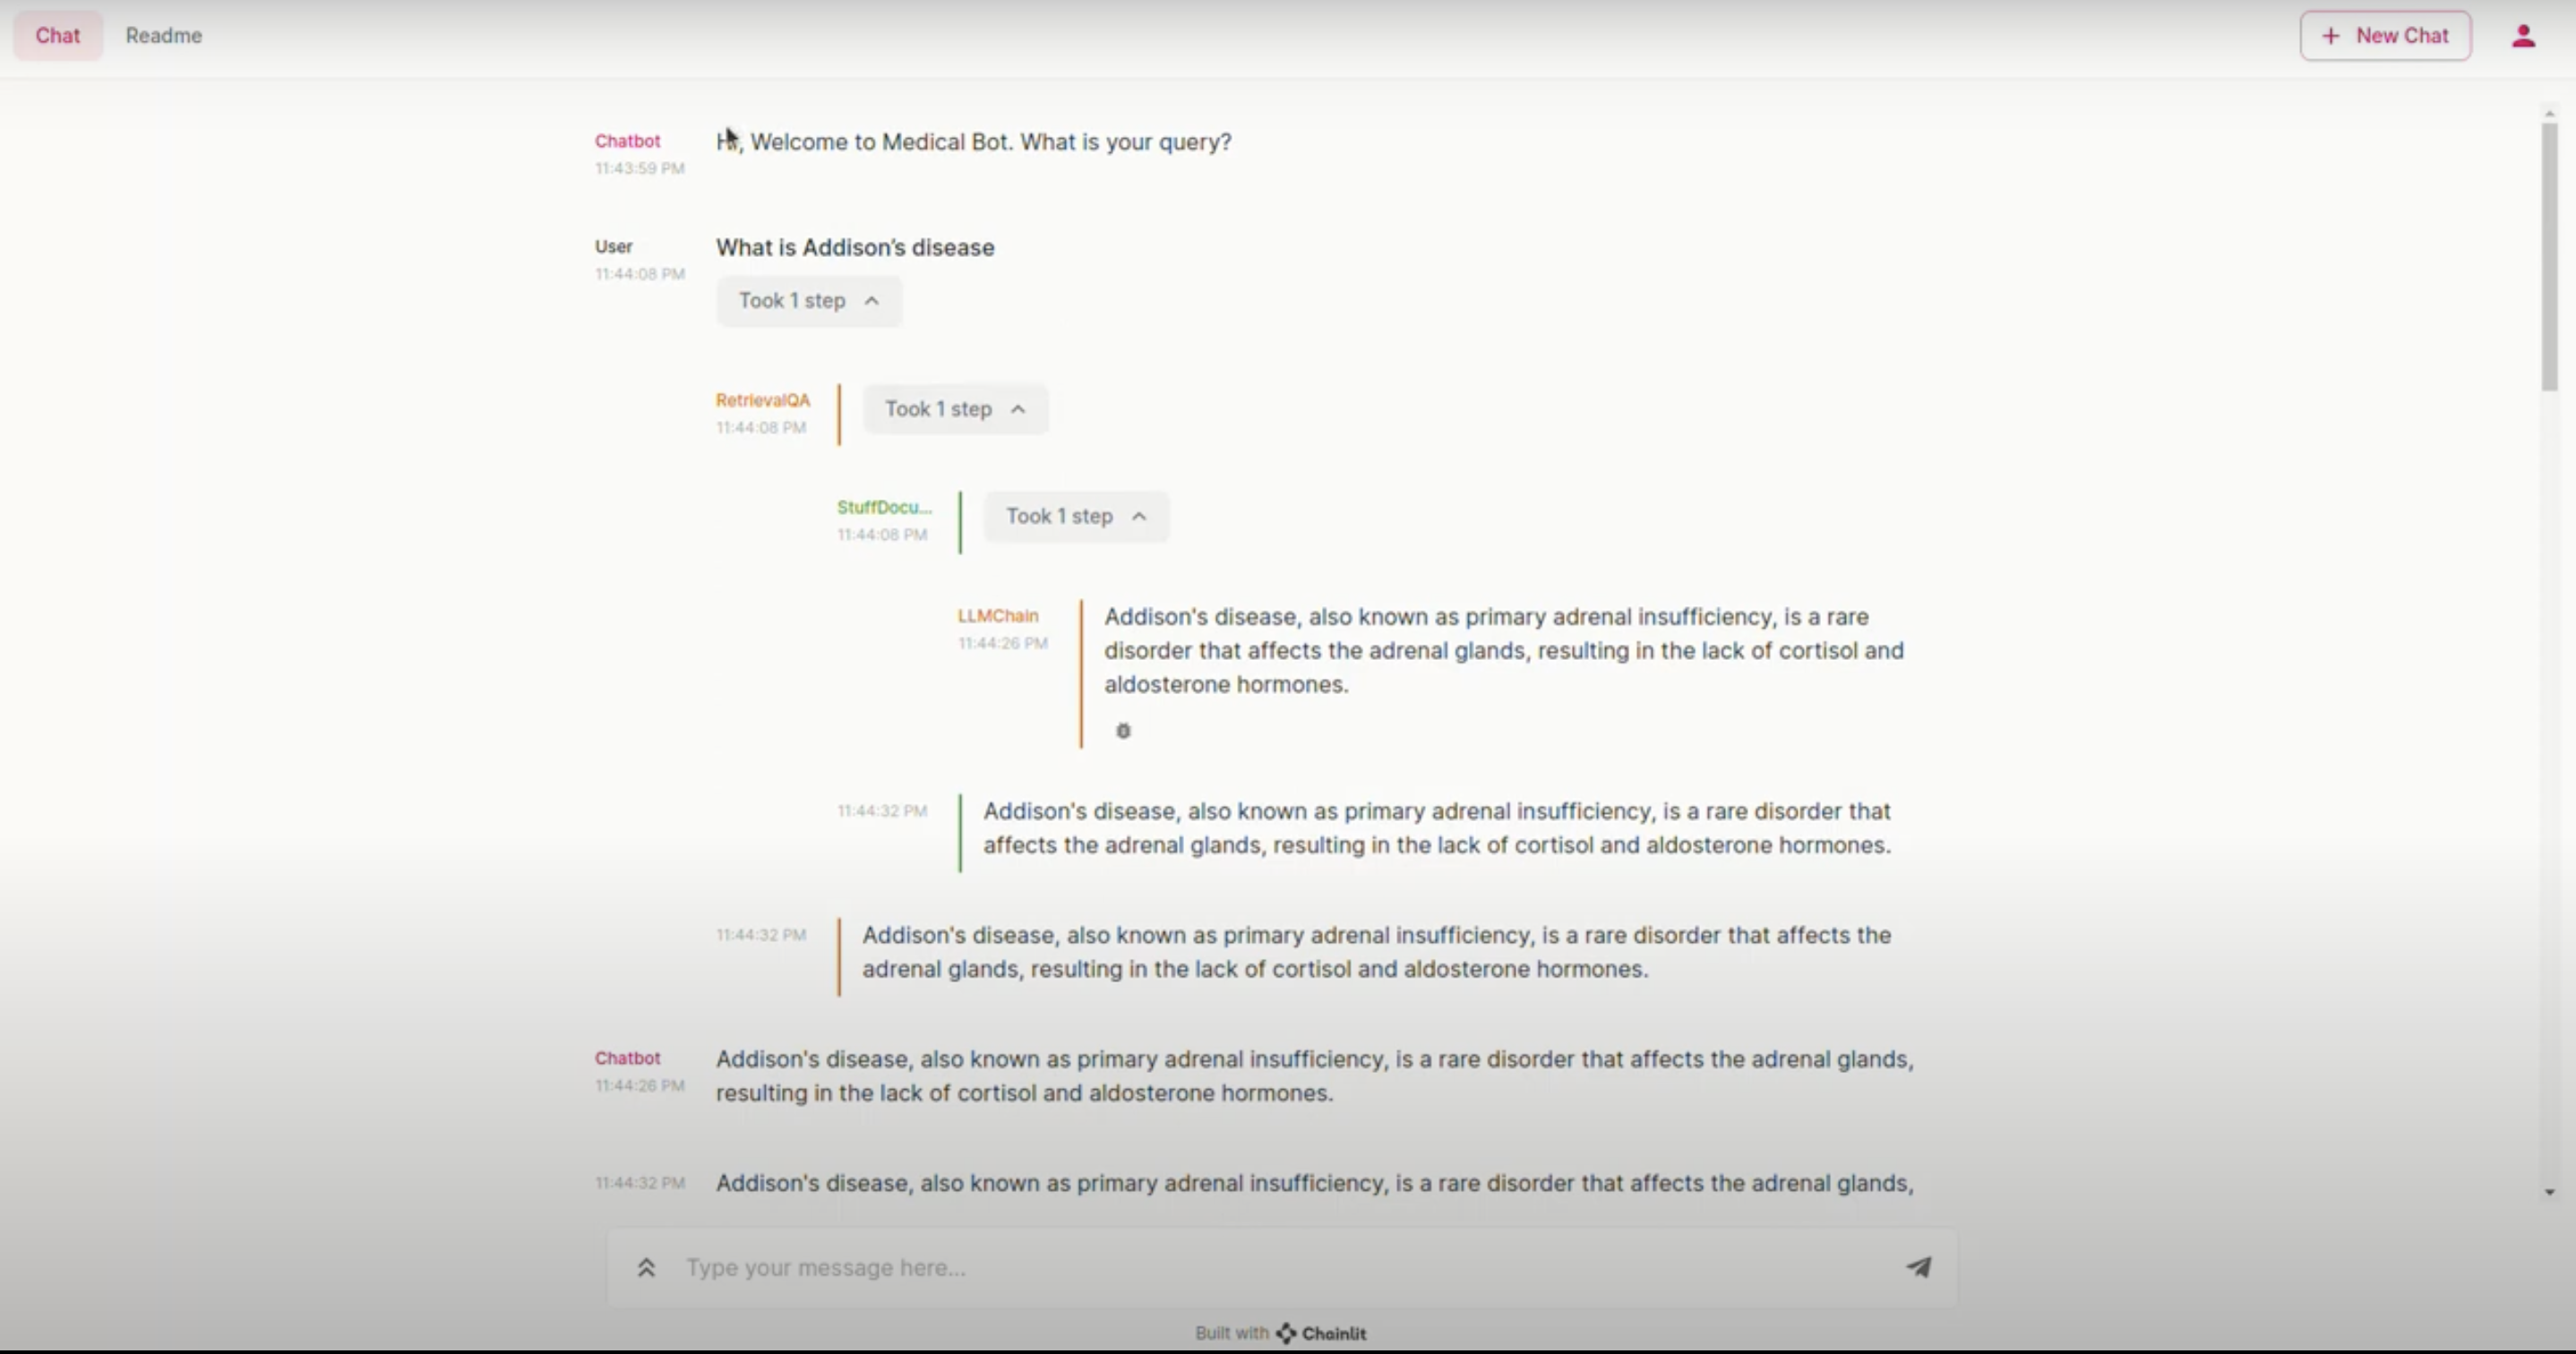 Chat
Readme
+ New Chat
Chatbot
11:43:59 PM
Hi, Welcome to Medical Bot. What is your query?
User
11:44:08 PM
What is Addison's disease
Took 1 step
RetrievalQA
11:44:08 PM
Took 1 step
StuffDocu...
11:44:08 PM
Took 1 step
LLMChain
11:44:26 PM
Addison's disease, also known as primary adrenal insufficiency, is a rare
disorder that affects the adrenal glands, resulting in the lack of cortisol and
aldosterone hormones.
11:44:32 PM
Addison's disease, also known as primary adrenal insufficiency, is a rare disorder that
affects the adrenal glands, resulting in the lack of cortisol and aldosterone hormones.
11:44:32 PM
Addison's disease, also known as primary adrenal insufficiency, is a rare disorder that affects the
adrenal glands, resulting in the lack of cortisol and aldosterone hormones.
Chatbot
11:44:26 PM
Addison's disease, also known as primary adrenal insufficiency, is a rare disorder that affects the adrenal glands,
resulting in the lack of cortisol and aldosterone hormones.
11:44:32 PM
Addison's disease, also known as primary adrenal insufficiency, is a rare disorder that affects the adrenal glands,
Type your message here...
Built with Chainlit